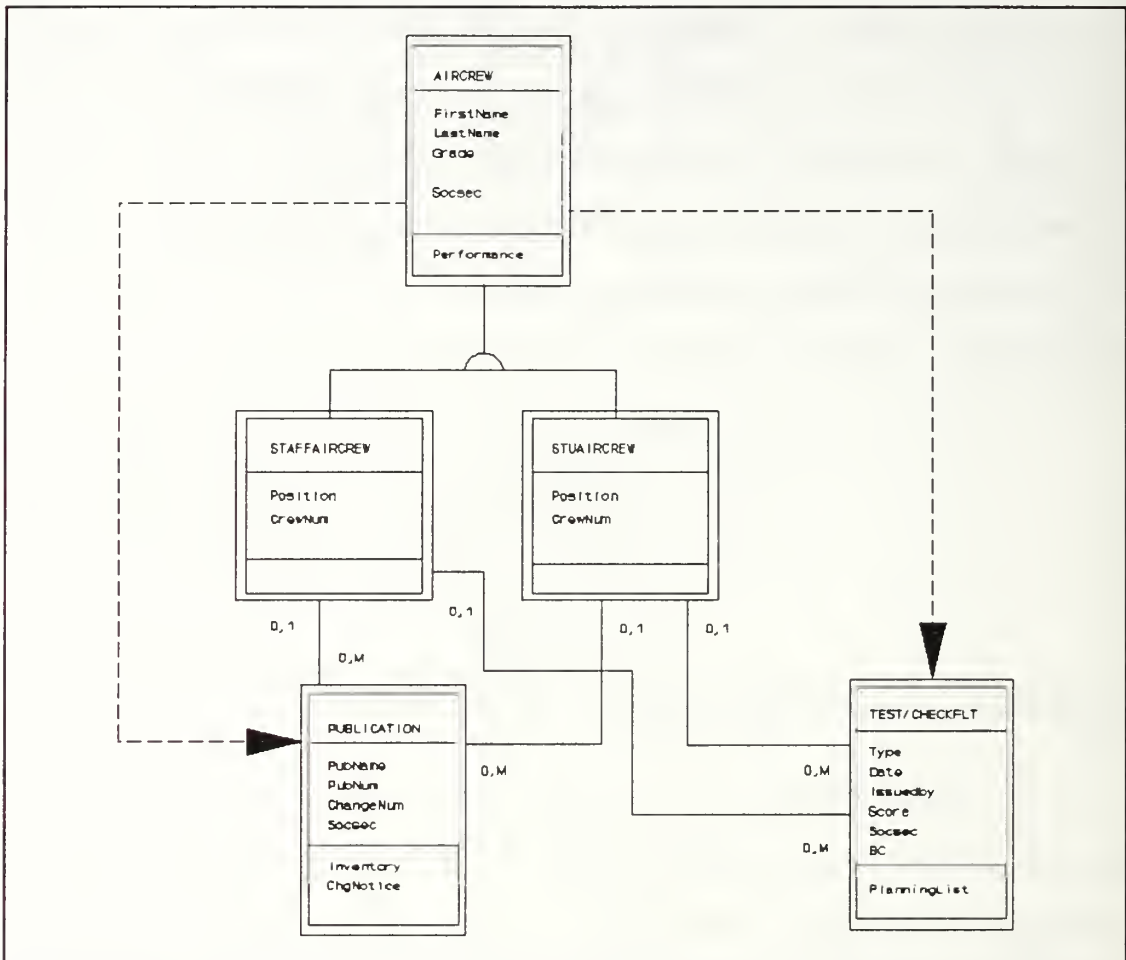 AIRCREW
FirstName
LastName
Grade
Socsec
Performance
STAFFAIRCREW
Position
CrewNum
STUAIRCREW
Position
CrewNum
0,1
0,1
0,1
0,1
0,M
PUBLICATION
PubName
PubNum
ChangeNum
Socsec
Inventory
ChgNotice
0,M
0,M
0,M
TEST/CHECKFLT
Type
Date
Issuedby
Score
Socsec
BC
PlanningList